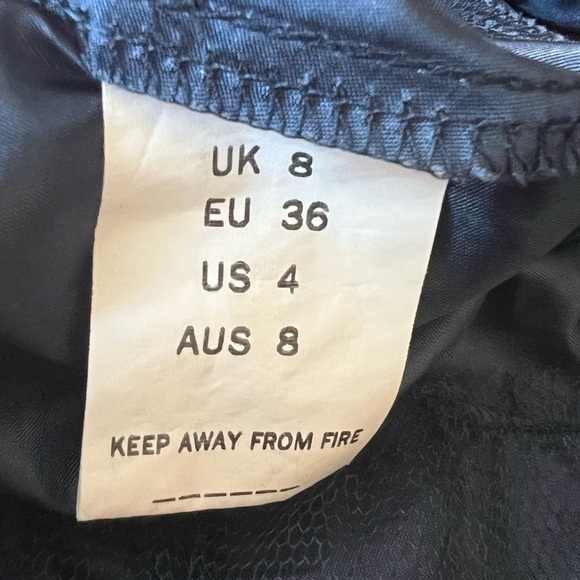 UK 8
EU 36
US 4
AUS 8
KEEP AWAY FROM FIRE